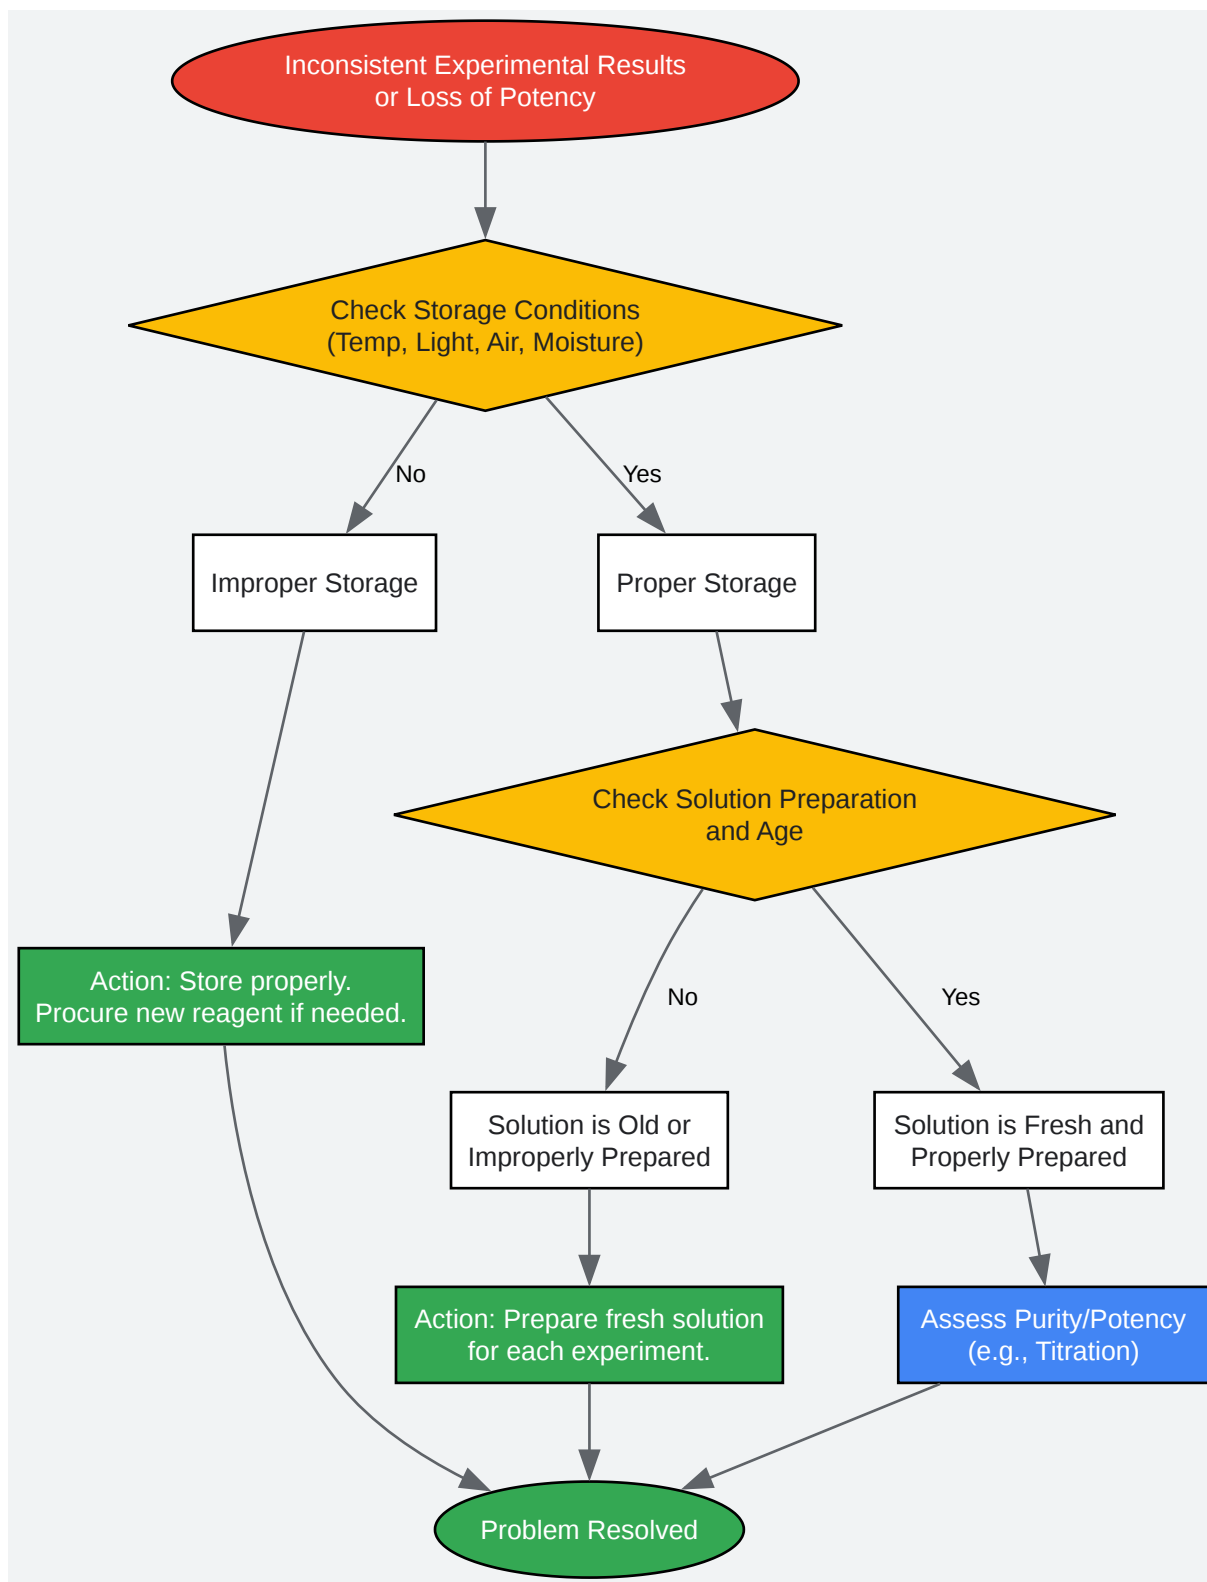 Inconsistent Experimental Results
or Loss of Potency
Check Storage Conditions
(Temp, Light, Air, Moisture)
No
Yes
Improper Storage
Proper Storage
Check Solution Preparation
and Age
Action: Store properly.
Procure new reagent if needed.
No
Yes
Solution is Old or
Improperly Prepared
Solution is Fresh and
Properly Prepared
Action: Prepare fresh solution
for each experiment.
Assess Purity/Potency
(e.g., Titration)
Problem Resolved